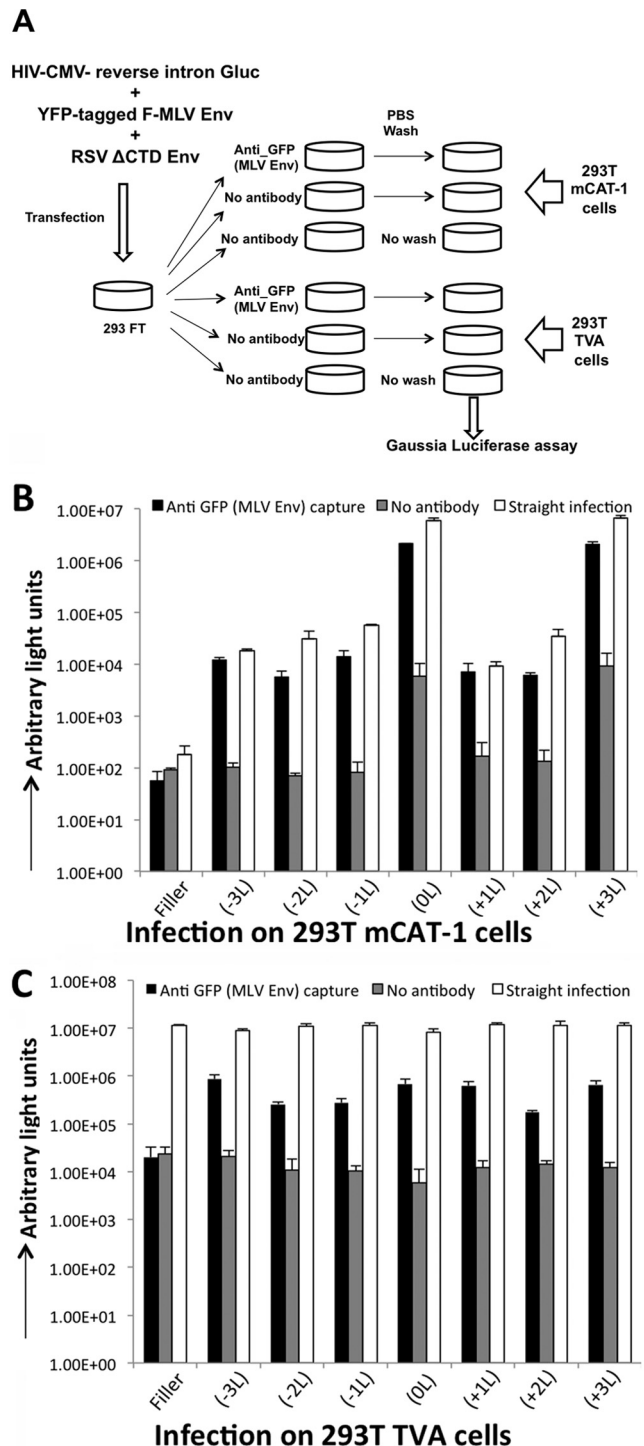 A
HIV-CMV- reverse intron Gluc
+
YFP-tagged F-MLV Env
+
RSV ΔCTD Env
Transfection
293 FT
PBS
Wash
Anti_GFP
(MLV Env)
No antibody
No antibody
No wash
293T
mCAT-1
cells
Anti_GFP
(MLV Env)
No antibody
No antibody
No wash
293T
TVA
cells
Gaussia Luciferase assay
B
Anti GFP (MLV Env) capture
No antibody
Straight infection
Arbitrary light units
1.00E+07
1.00E+06
1.00E+05
1.00E+04
1.00E+03
1.00E+02
1.00E+01
1.00E+00
Filler
(-3L)
(-2L)
(-1L)
(0L)
(+1L)
(+2L)
(+3L)
Infection on 293T mCAT-1 cells
C
Anti GFP (MLV Env) capture
No antibody
Straight infection
Arbitrary light units
1.00E+08
1.00E+07
1.00E+06
1.00E+05
1.00E+04
1.00E+03
1.00E+02
1.00E+01
1.00E+00
Filler
(-3L)
(-2L)
(-1L)
(0L)
(+1L)
(+2L)
(+3L)
Infection on 293T TVA cells